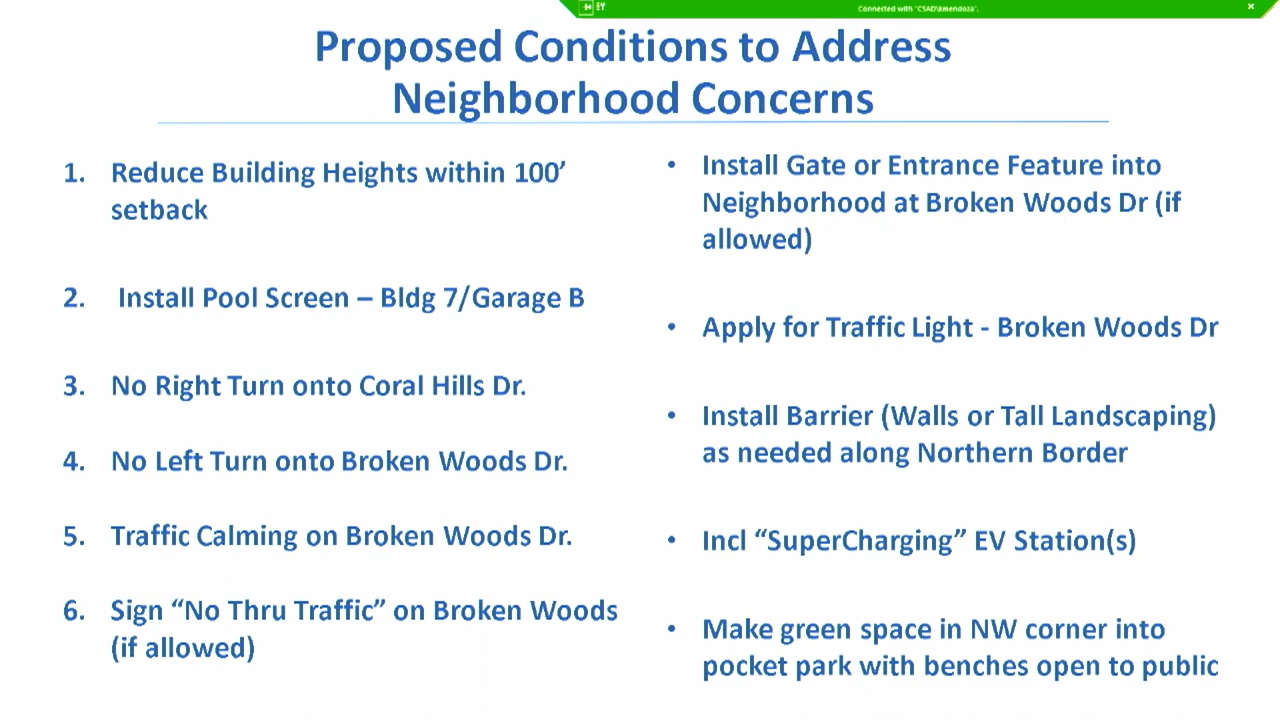 Connected with "CSAD\kmendoza".
Proposed Conditions to Address
Neighborhood Concerns
1. Reduce Building Heights within 100’
setback
2. Install Pool Screen – Bldg 7/Garage B
3. No Right Turn onto Coral Hills Dr.
4. No Left Turn onto Broken Woods Dr.
5. Traffic Calming on Broken Woods Dr.
6. Sign “No Thru Traffic” on Broken Woods
(if allowed)
• Install Gate or Entrance Feature into
Neighborhood at Broken Woods Dr (if
allowed)
• Apply for Traffic Light - Broken Woods Dr
• Install Barrier (Walls or Tall Landscaping)
as needed along Northern Border
• Incl “SuperCharging” EV Station(s)
• Make green space in NW corner into
pocket park with benches open to public